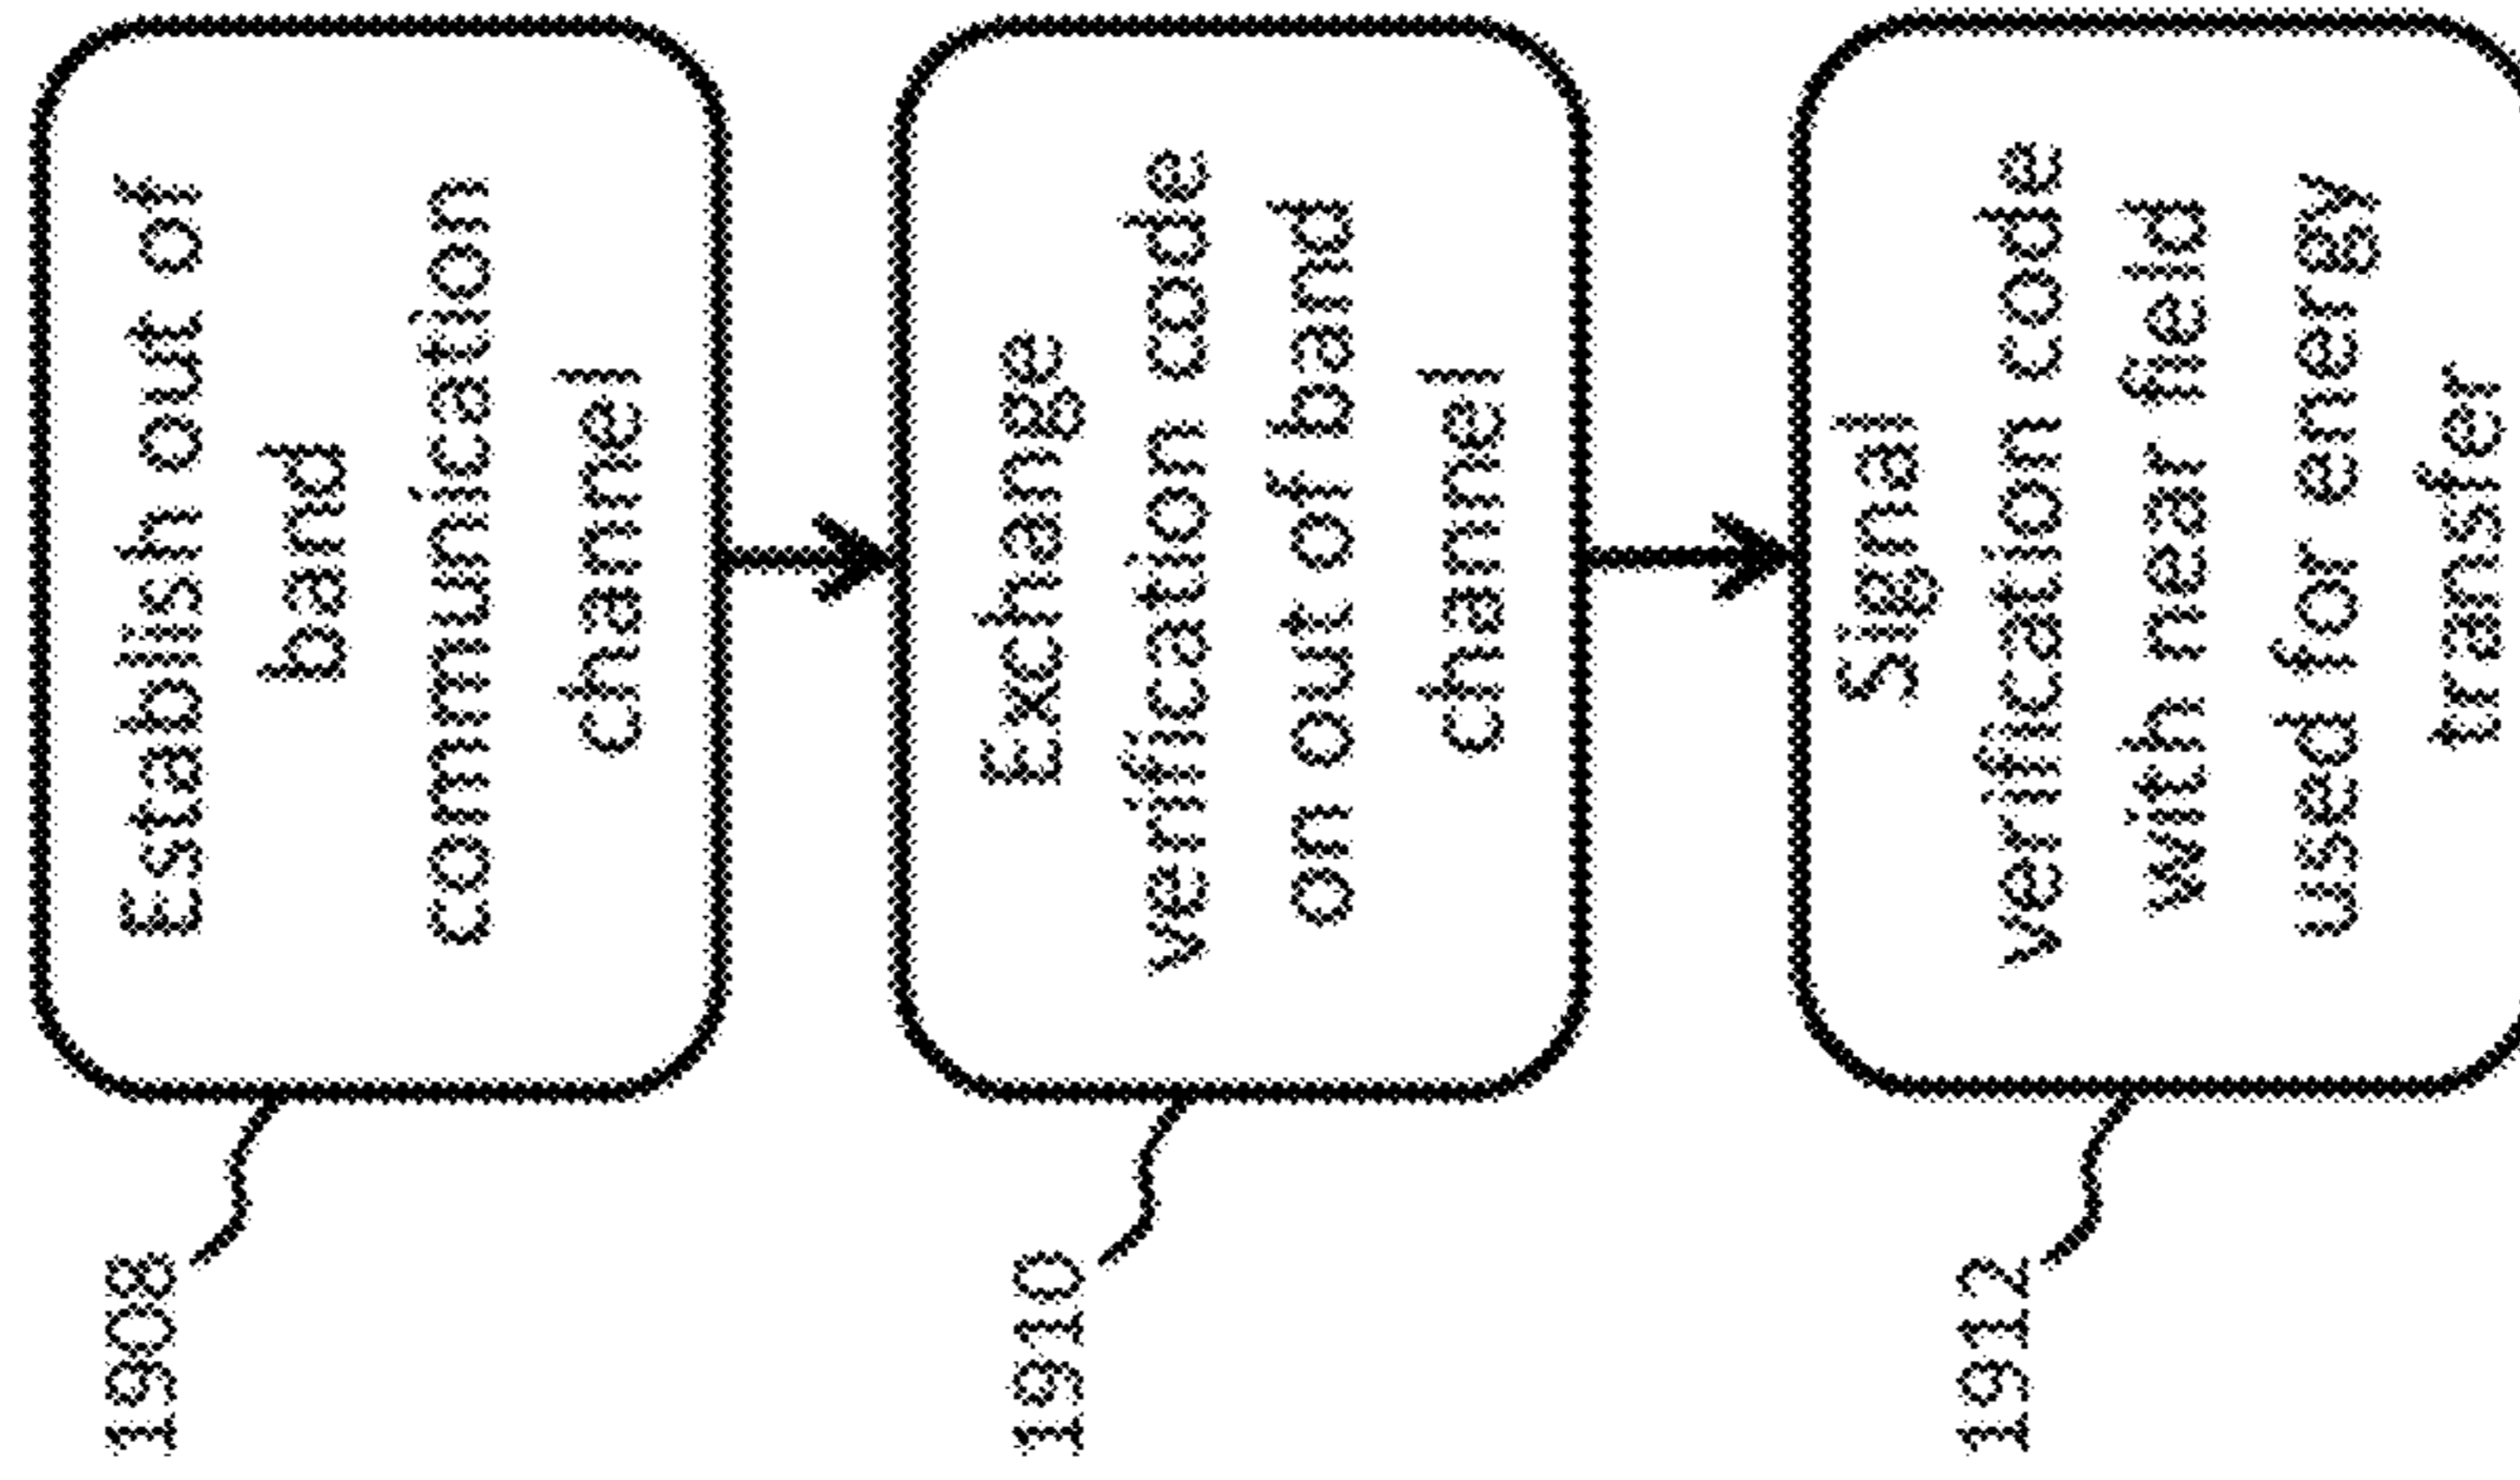 1908
Establish out of
band
communication
channel
1910
Exchange
verification code
on out of band
channel
1912
Signal
verification code
with near field
used for energy
transfer